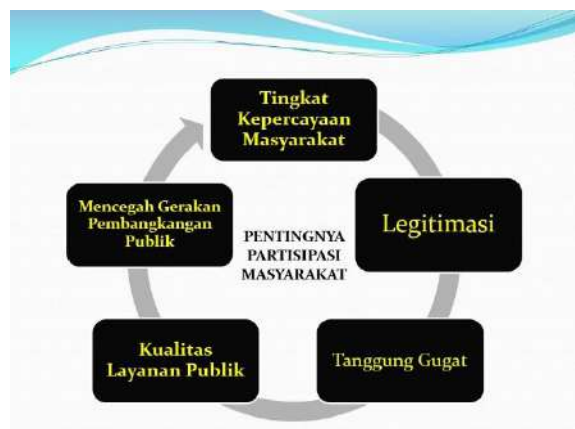 Tingkat
Kepercayaan
Masyarakat
Legitimasi
Tanggung Gugat
Kualitas
Layanan Publik
Mencegah Gerakan
Pembangkangan
Publik
PENTINGNYA
PARTISIPASI
MASYARAKAT